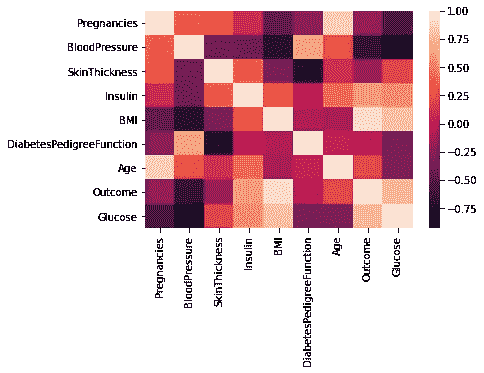 Pregnancies
BloodPressure
SkinThickness
Insulin
BMI
DiabetesPedigreeFunction
Age
Outcome
Glucose
Pregnancies
BloodPressure
SkinThickness
Insulin
BMI
DiabetesPedigreeFunction
Age
Outcome
Glucose
1.00
0.75
0.50
0.25
0.00
−0.25
−0.50
−0.75